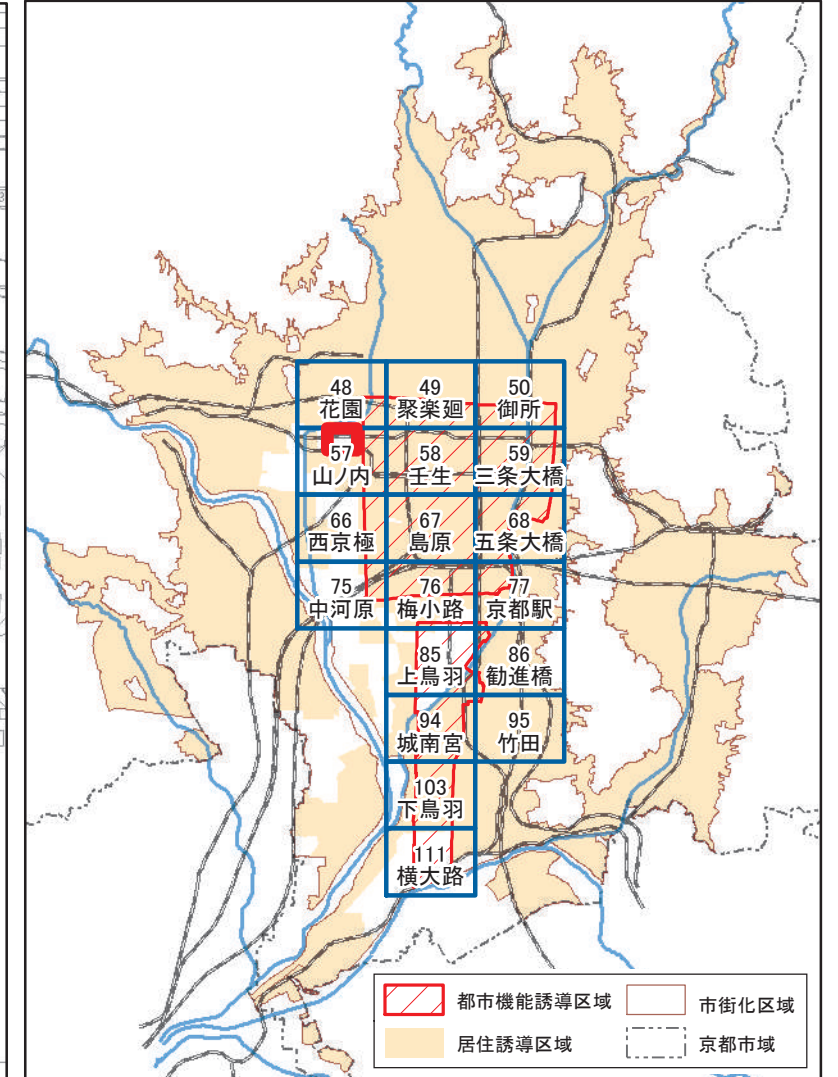 48
花園
49
聚楽廻
50
御所
57
山ノ内
58
壬生
59
三条大橋
66
西京極
67
島原
68
五条大橋
75
中河原
76
梅小路
77
京都駅
85
上鳥羽
86
勧進橋
94
城南宮
95
竹田
103
下鳥羽
111
横大路
都市機能誘導区域
市街化区域
居住誘導区域
京都市域